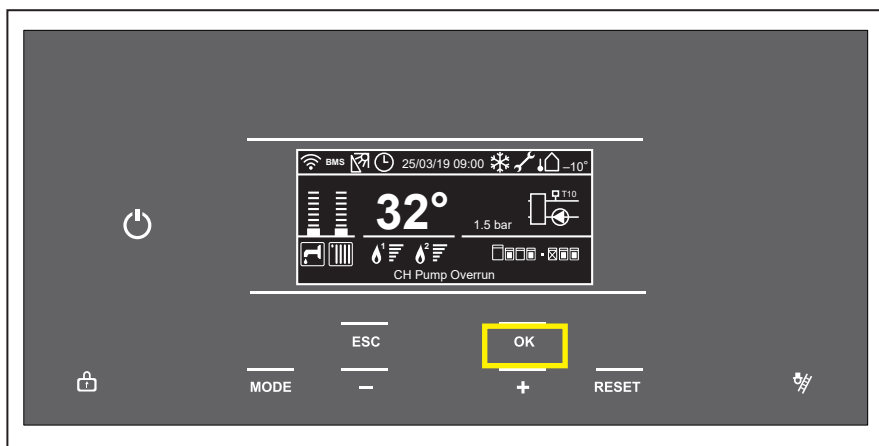 BMS 25/03/19 09:00 –10°
T10
32°
1.5 bar
1 2
CH Pump Overrun
ESC OK
MODE – + RESET